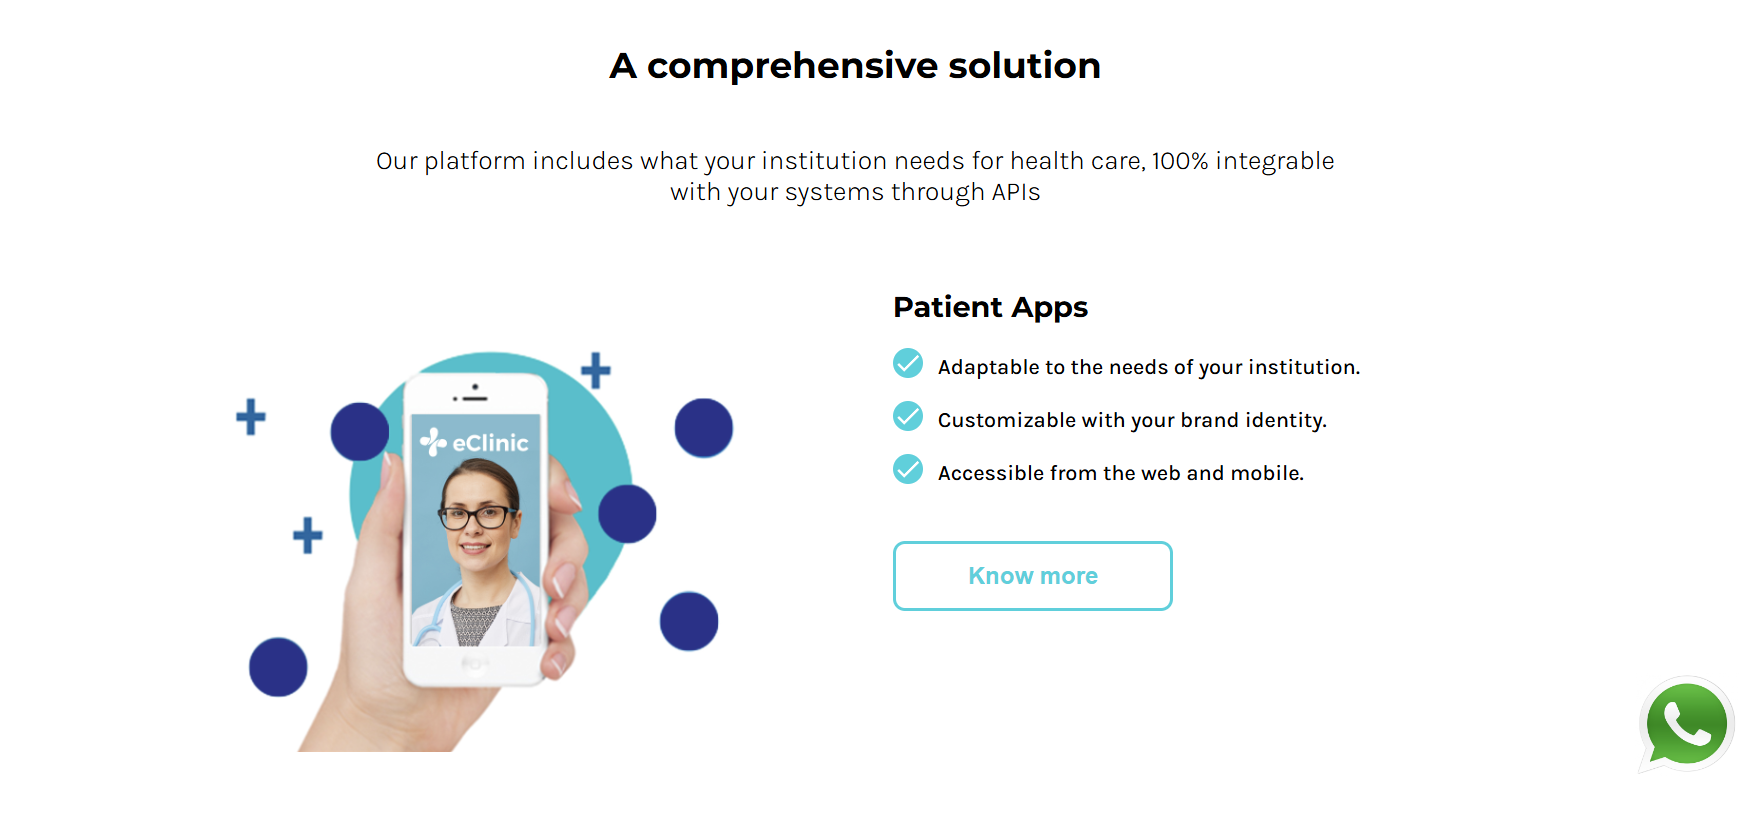 A comprehensive solution
Our platform includes what your institution needs for health care, 100% integrable
with your systems through APIs
eClinic
Patient Apps
Adaptable to the needs of your institution.
Customizable with your brand identity.
Accessible from the web and mobile.
Know more